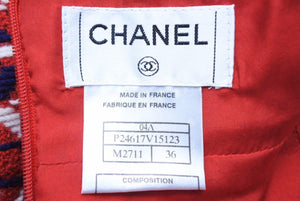 CHANEL
MADE IN FRANCE
FABRIQUE EN FRANCE
04A
P24617V15123
M2711 36
COMPOSITION